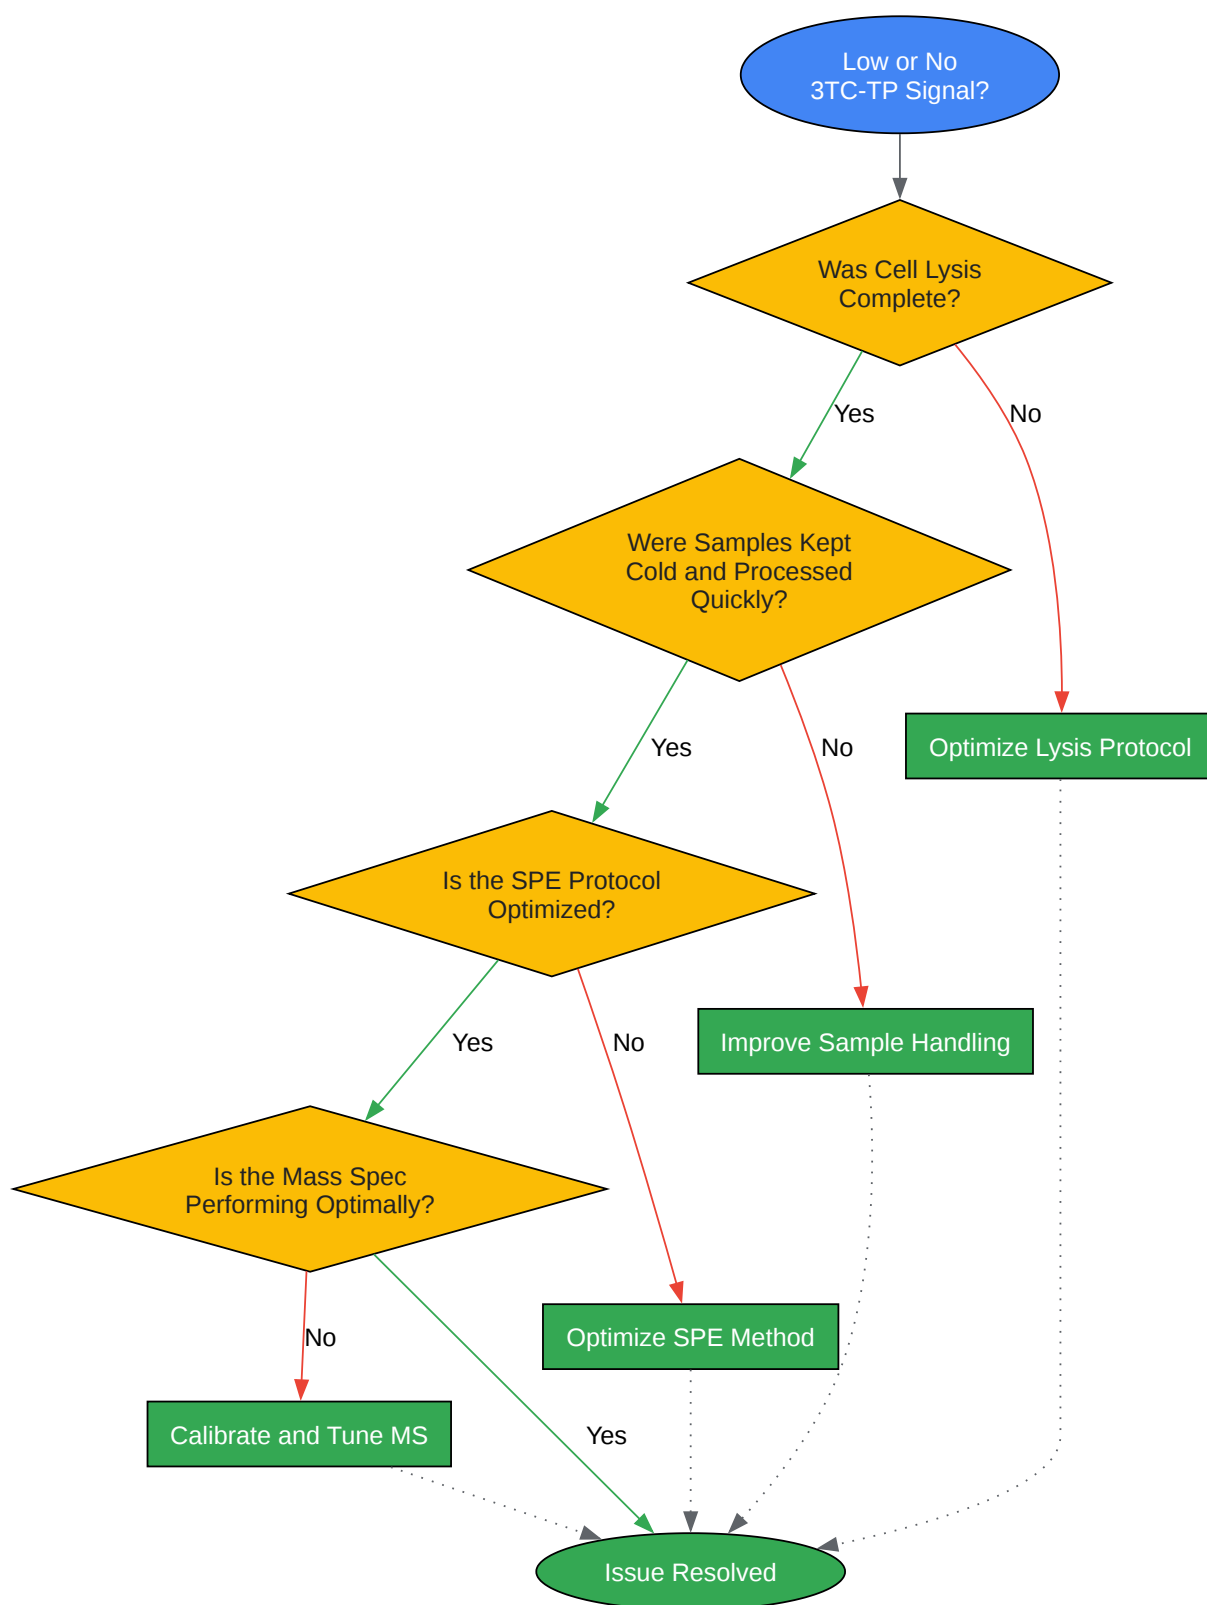 Low or No
3TC-TP Signal?
Was Cell Lysis
Complete?
Yes
No
Were Samples Kept
Cold and Processed
Quickly?
Yes
No
Optimize Lysis Protocol
Is the SPE Protocol
Optimized?
Yes
No
Improve Sample Handling
Is the Mass Spec
Performing Optimally?
No
Yes
Optimize SPE Method
Calibrate and Tune MS
Issue Resolved